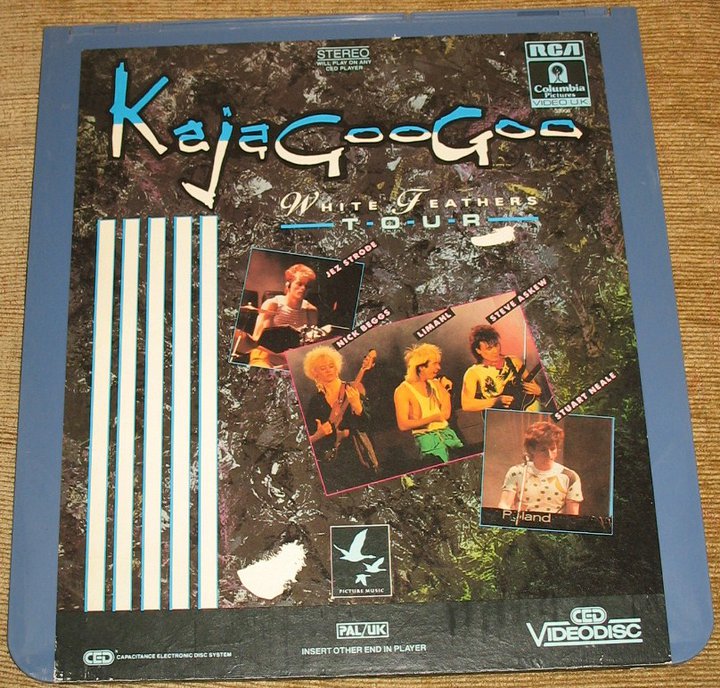 STEREO
WILL PLAY ON ANY
CED PLAYER
RCA
Columbia
Pictures
VIDEO U.K
KajaGooGoo
White Feathers
T-O-U-R
JEZ STRODE
NICK BEGGS
LIMAHL
STEVE ASKEW
STUART NEALE
PICTURE MUSIC
CED CAPACITANCE ELECTRONIC DISC SYSTEM
PAL/UK
INSERT OTHER END IN PLAYER
CED
VIDEODISC